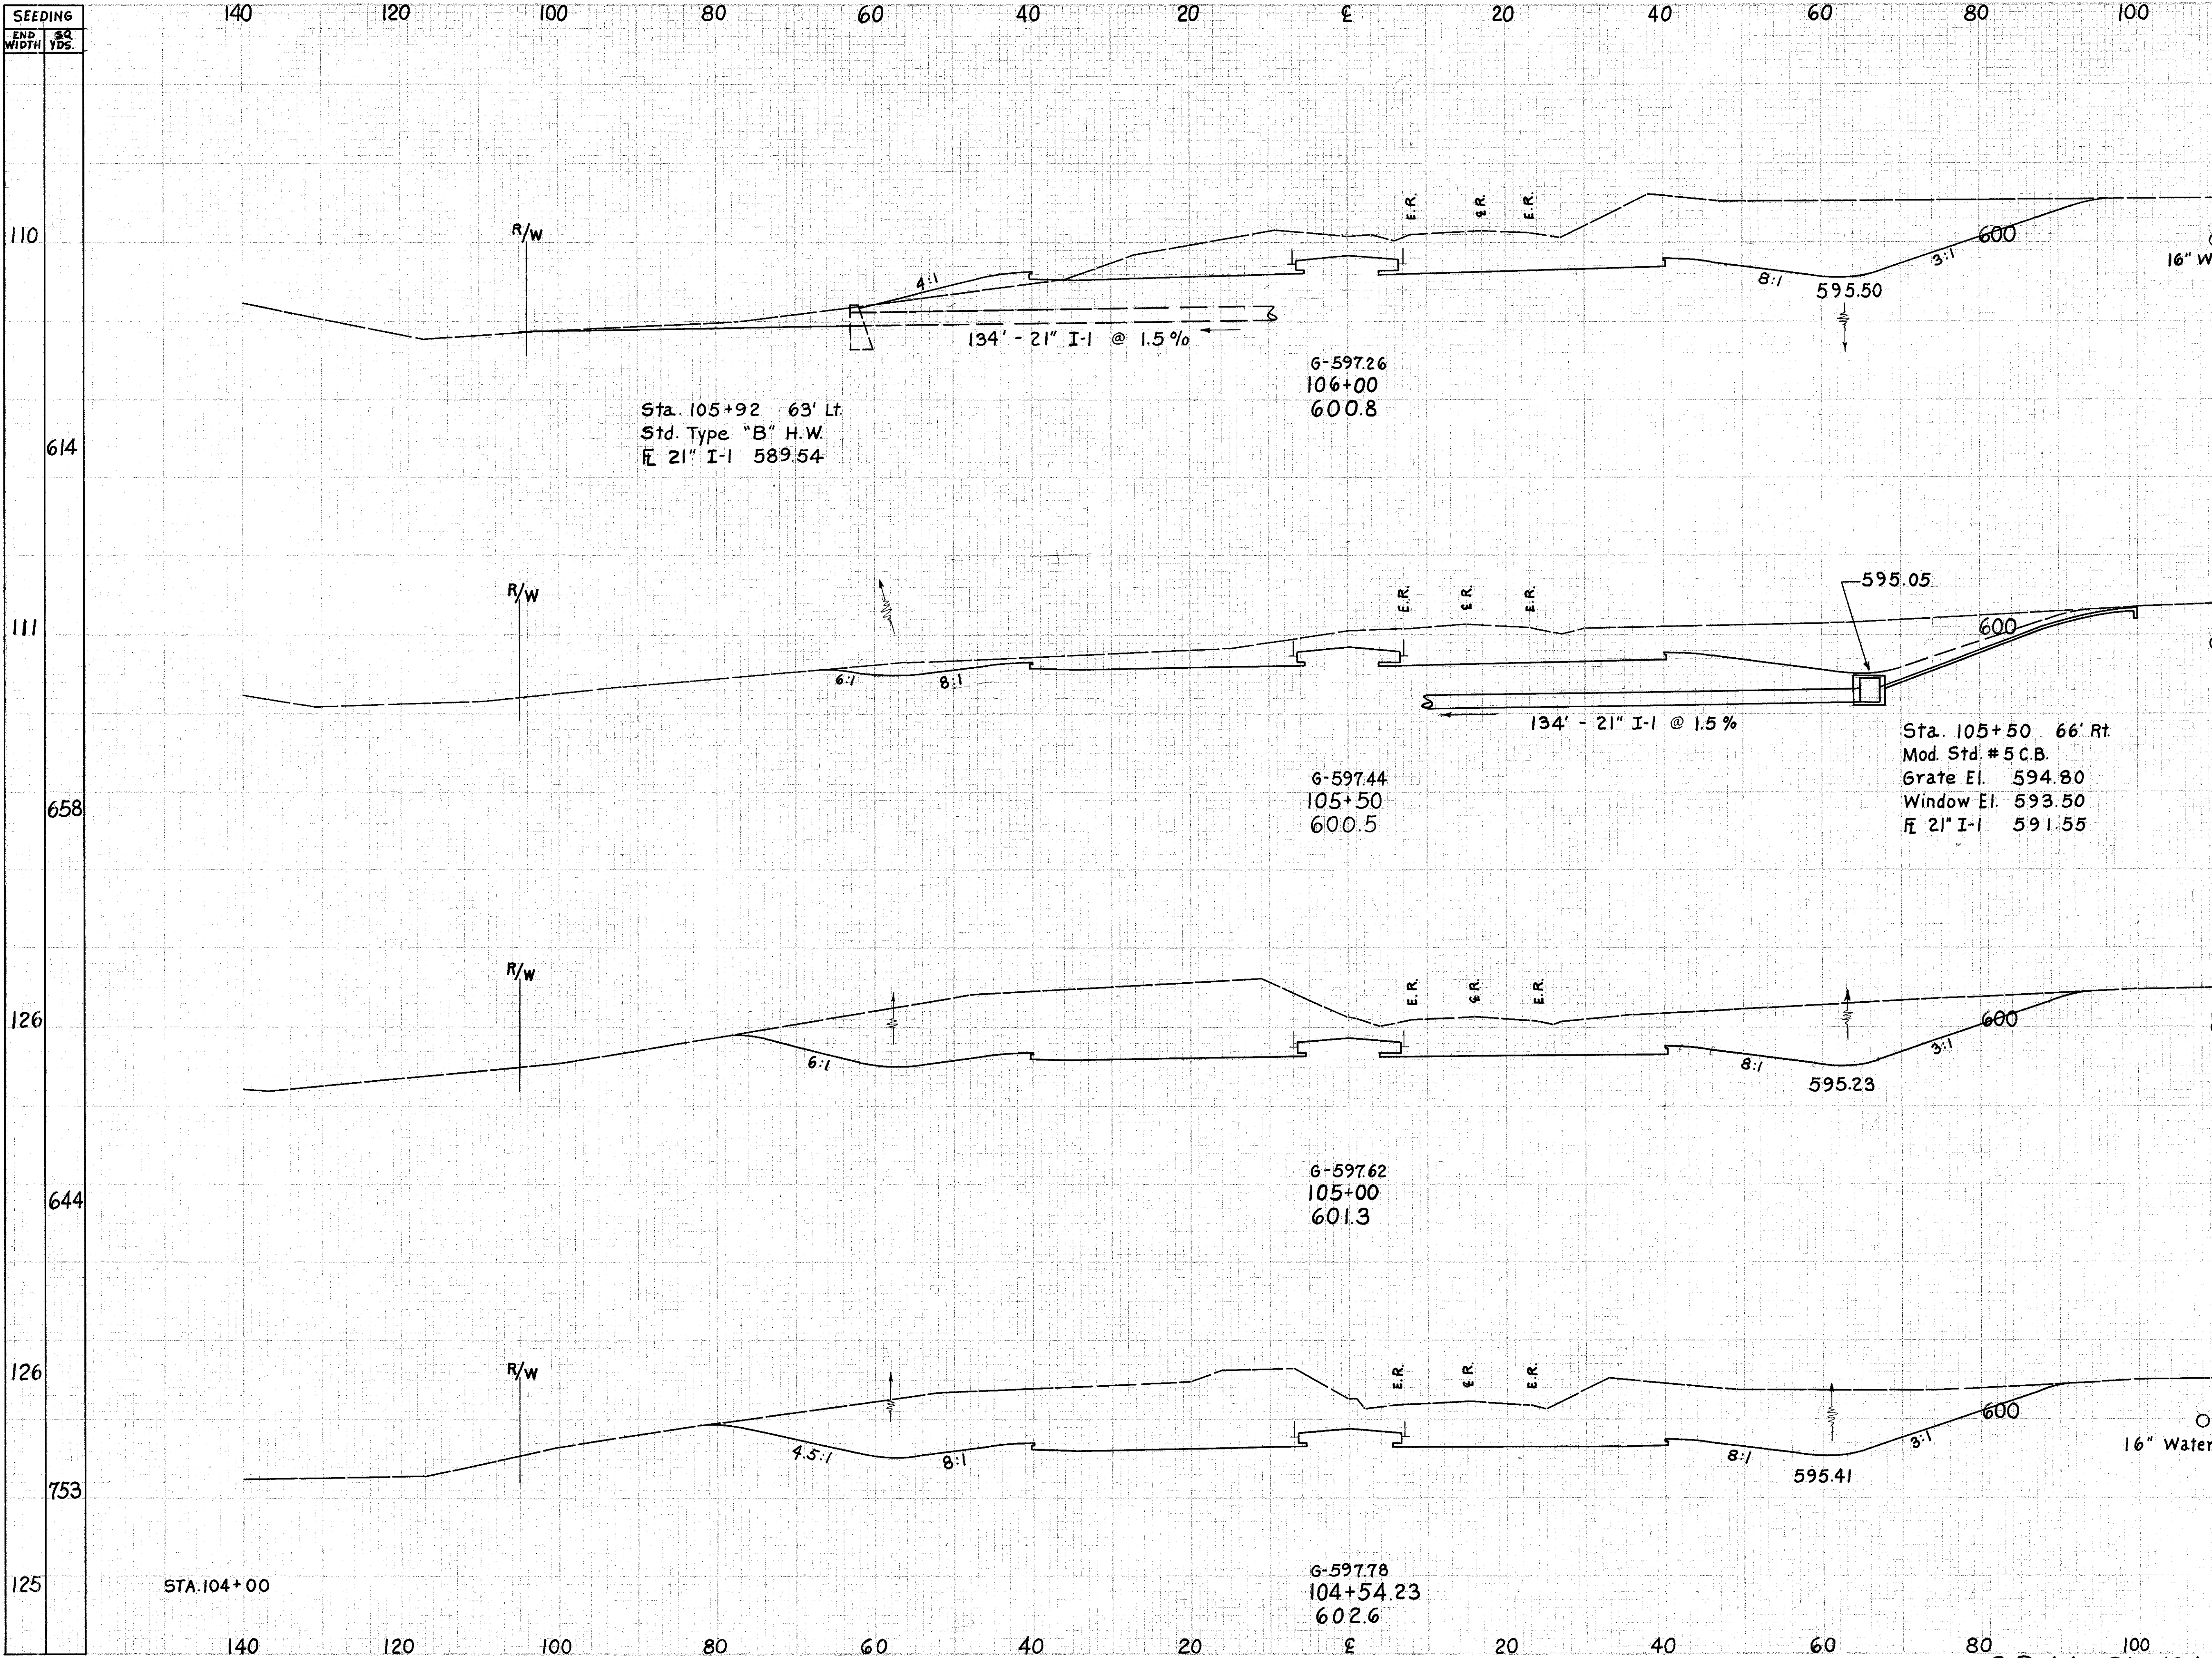 SEEDING
END WIDTH
SQ YDS.
140 120 100 80 60 40 20 ℄ 20 40 60 80 100
E.R. ℄ R. E.R.
R/W
110
600
16" W
4:1
3:1
8:1
595.50
134' - 21" I-1 @ 1.5%
G-597.26
106+00
600.8
Sta. 105+92 63' Lt.
Std. Type "B" H.W.
FL 21" I-1 589.54
614
595.05
R/W
E.R. ℄ R. E.R.
111
600
6:1
8:1
134' - 21" I-1 @ 1.5%
Sta. 105+50 66' Rt.
Mod. Std. #5 C.B.
Grate El. 594.80
Window El. 593.50
FL 21" I-1 591.55
G-597.44
105+50
600.5
658
R/W
E.R. ℄ R. E.R.
126
600
6:1
8:1
3:1
595.23
G-597.62
105+00
601.3
644
R/W
E.R. ℄ R. E.R.
126
600
16" Water
4.5:1
8:1
8:1
3:1
595.41
753
G-597.78
104+54.23
602.6
125
STA. 104+00
140 120 100 80 60 40 20 ℄ 20 40 60 80 100